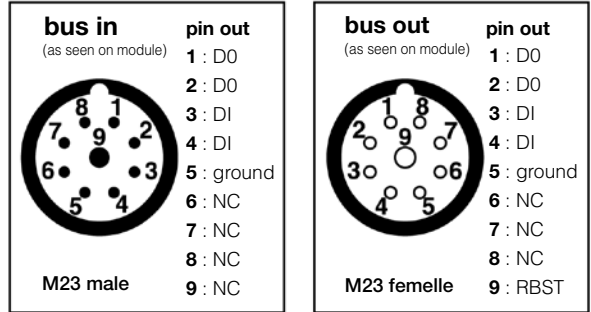 bus in
(as seen on module)
8 1
7 9 2
6 3
5 4
M23 male
pin out
1 : D0
2 : D0
3 : DI
4 : DI
5 : ground
6 : NC
7 : NC
8 : NC
9 : NC
bus out
(as seen on module)
1 8
2 9 7
3 6
4 5
M23 femelle
pin out
1 : D0
2 : D0
3 : DI
4 : DI
5 : ground
6 : NC
7 : NC
8 : NC
9 : RBST